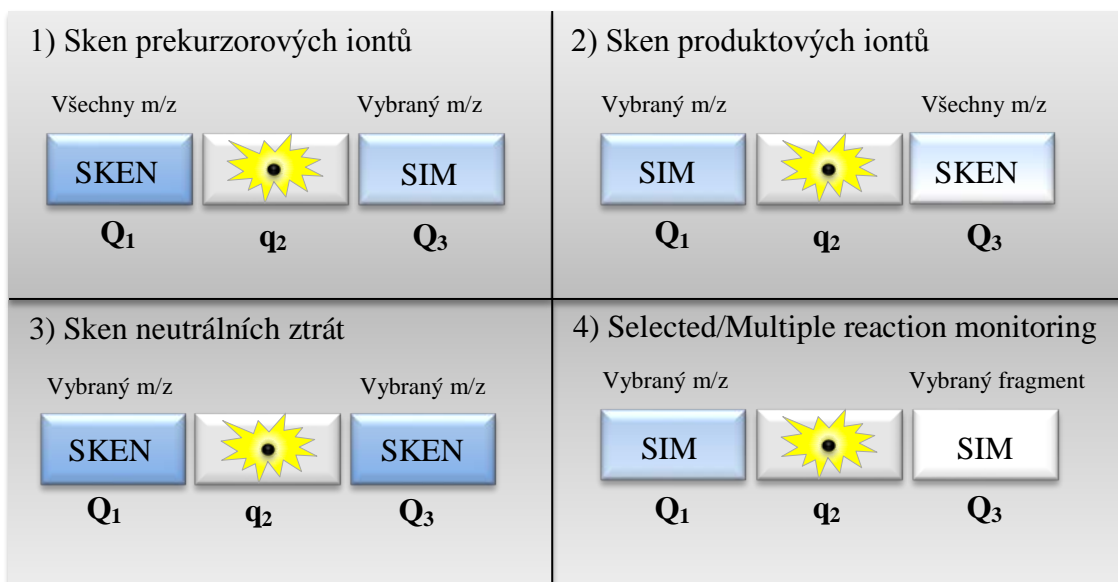 1) Sken prekurzorových iontů
Všechny m/z
Vybraný m/z
SKEN
SIM
Q1
q2
Q3
2) Sken produktových iontů
Vybraný m/z
Všechny m/z
SIM
SKEN
Q1
q2
Q3
3) Sken neutrálních ztrát
Vybraný m/z
Vybraný m/z
SKEN
SKEN
Q1
q2
Q3
4) Selected/Multiple reaction monitoring
Vybraný m/z
Vybraný fragment
SIM
SIM
Q1
q2
Q3